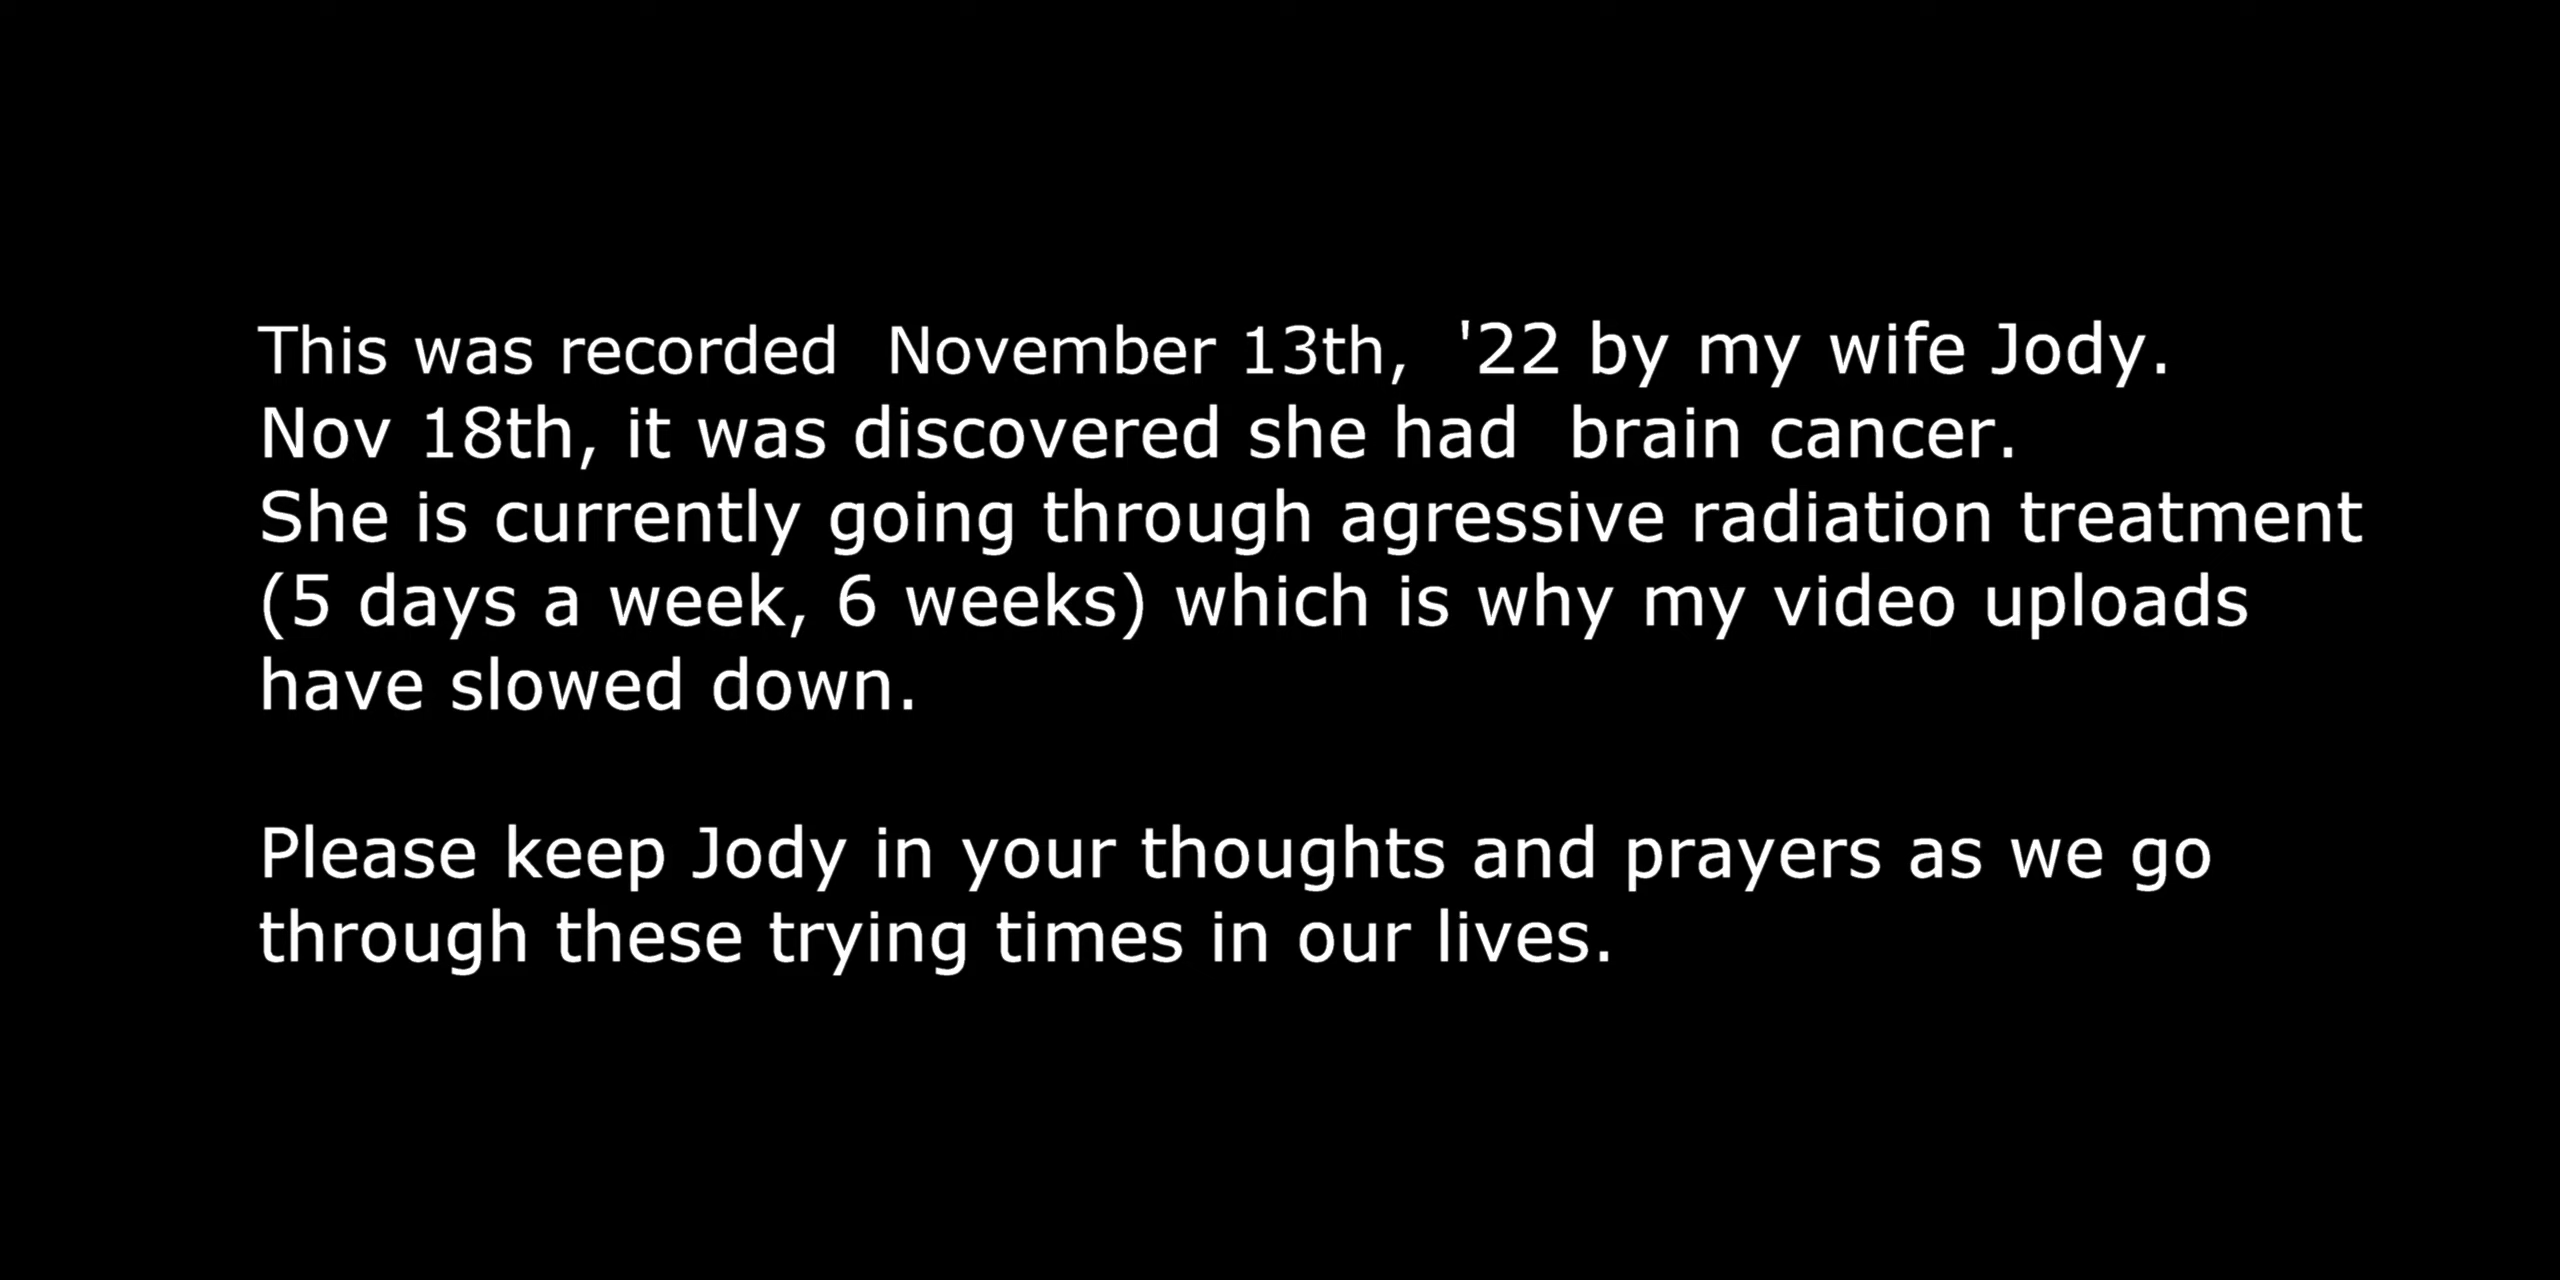 This was recorded  November 13th,  '22 by my wife Jody.
Nov 18th, it was discovered she had  brain cancer.
She is currently going through agressive radiation treatment
(5 days a week, 6 weeks) which is why my video uploads
have slowed down.

Please keep Jody in your thoughts and prayers as we go
through these trying times in our lives.